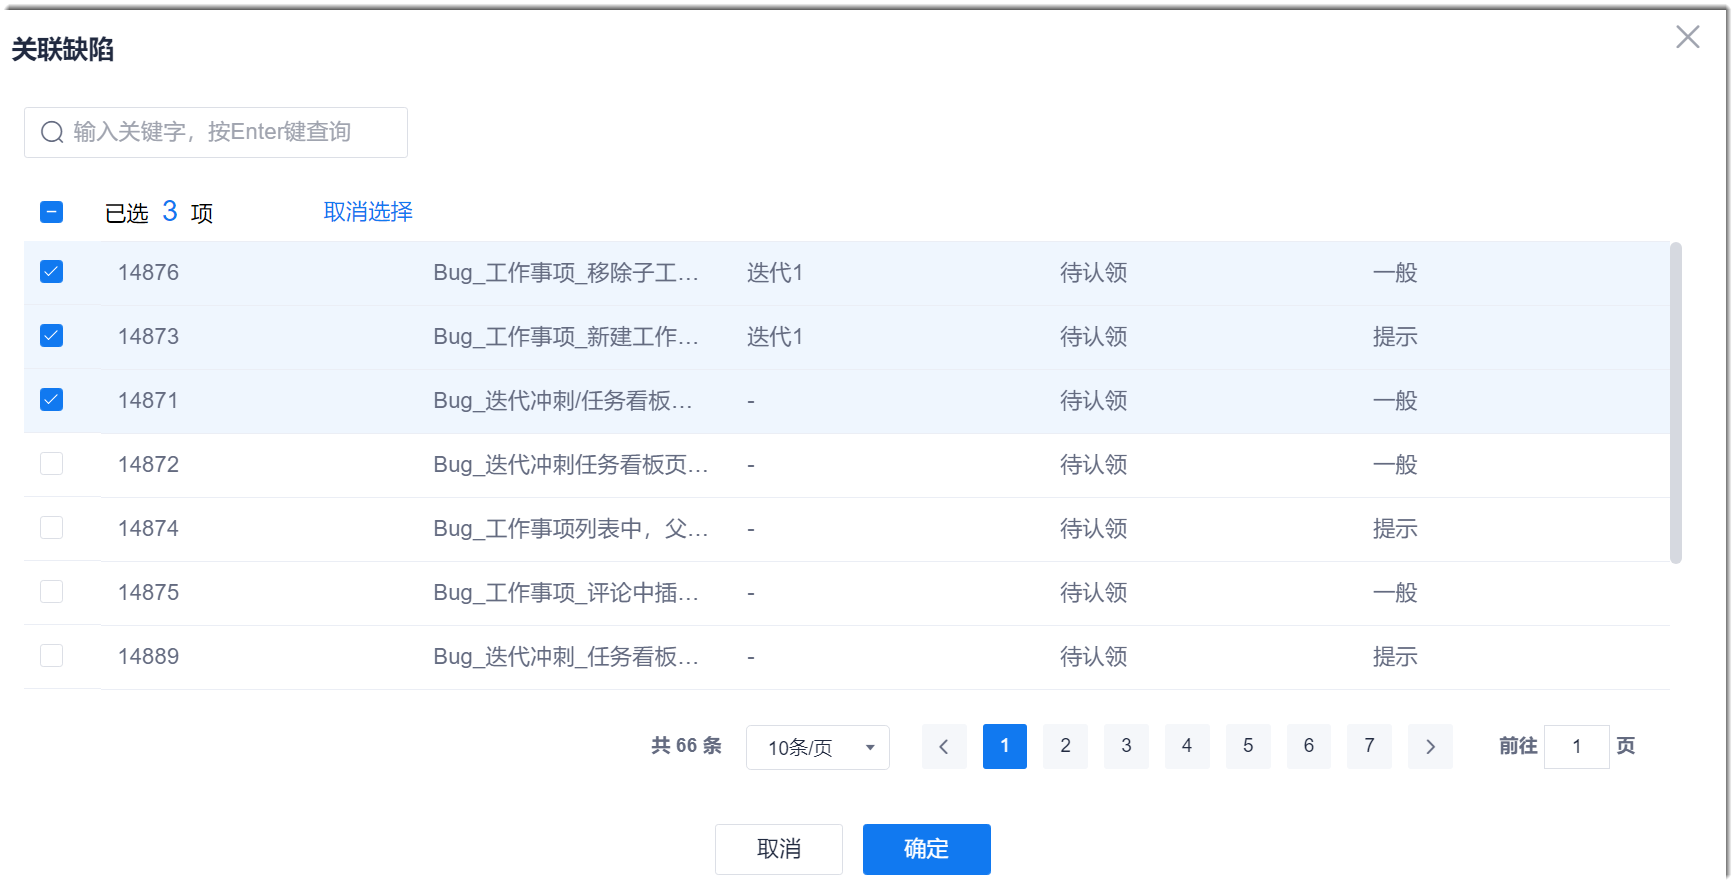 关联缺陷
输入关键字，按Enter键查询
已选 3 项 取消选择
14876 Bug_工作事项_移除子工... 迭代1 待认领 一般
14873 Bug_工作事项_新建工作... 迭代1 待认领 提示
14871 Bug_迭代冲刺/任务看板... - 待认领 一般
14872 Bug_迭代冲刺任务看板页... - 待认领 一般
14874 Bug_工作事项列表中，父... - 待认领 提示
14875 Bug_工作事项_评论中插... - 待认领 一般
14889 Bug_迭代冲刺_任务看板... - 待认领 提示
共 66 条 10条/页 1 2 3 4 5 6 7 前往 1 页
取消 确定